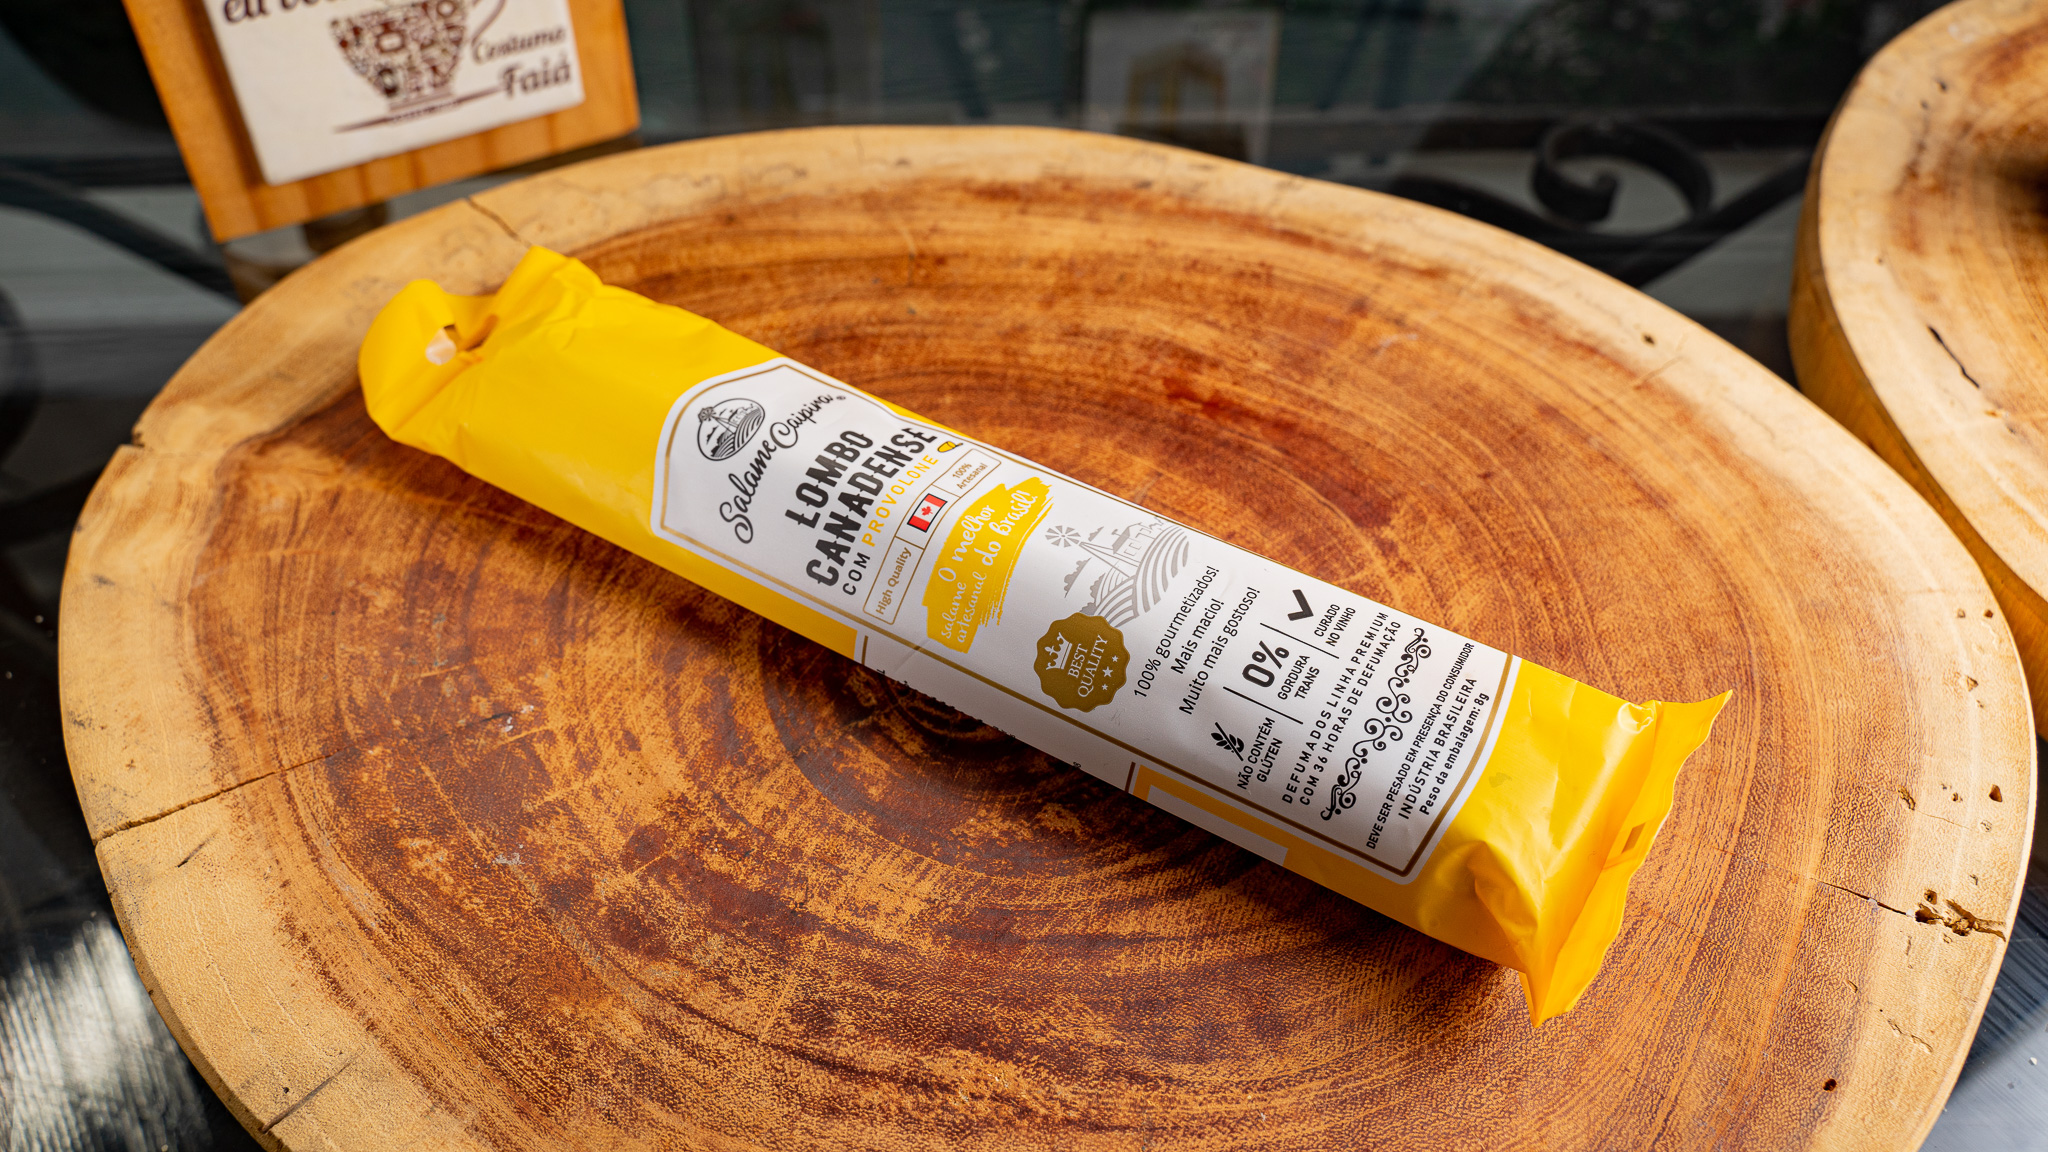 Costumo
Faiá
Salame Caipira
LOMBO
CANADENSE
COM PROVOLONE
High Quality
100%
Artesanal
O melhor
salame
artesanal do Brasil!
BEST
QUALITY
100% gourmetizados!
Mais macio!
Muito mais gostoso!
NÃO CONTÉM
GLÚTEN
0%
GORDURA
TRANS
CURADO
NO VINHO
DEFUMADOS LINHA PREMIUM
COM 36 HORAS DE DEFUMAÇÃO
DEVE SER PESADO EM PRESENÇA DO CONSUMIDOR
INDÚSTRIA BRASILEIRA
Peso da embalagem: 8g